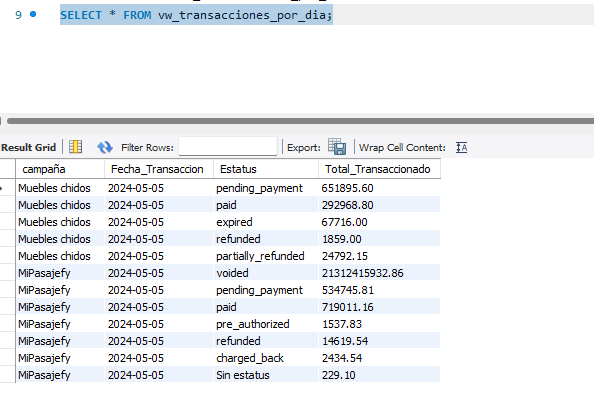 9 SELECT * FROM vw_transacciones_por_dia;
Result Grid Filter Rows: Export: Wrap Cell Content:
campaña Fecha_Transaccion Estatus Total_Transaccionado
Muebles chidos 2024-05-05 pending_payment 651895.60
Muebles chidos 2024-05-05 paid 292968.80
Muebles chidos 2024-05-05 expired 67716.00
Muebles chidos 2024-05-05 refunded 1859.00
Muebles chidos 2024-05-05 partially_refunded 24792.15
MiPasajefy 2024-05-05 voided 21312415932.86
MiPasajefy 2024-05-05 pending_payment 534745.81
MiPasajefy 2024-05-05 paid 719011.16
MiPasajefy 2024-05-05 pre_authorized 1537.83
MiPasajefy 2024-05-05 refunded 14619.54
MiPasajefy 2024-05-05 charged_back 2434.54
MiPasajefy 2024-05-05 Sin estatus 229.10